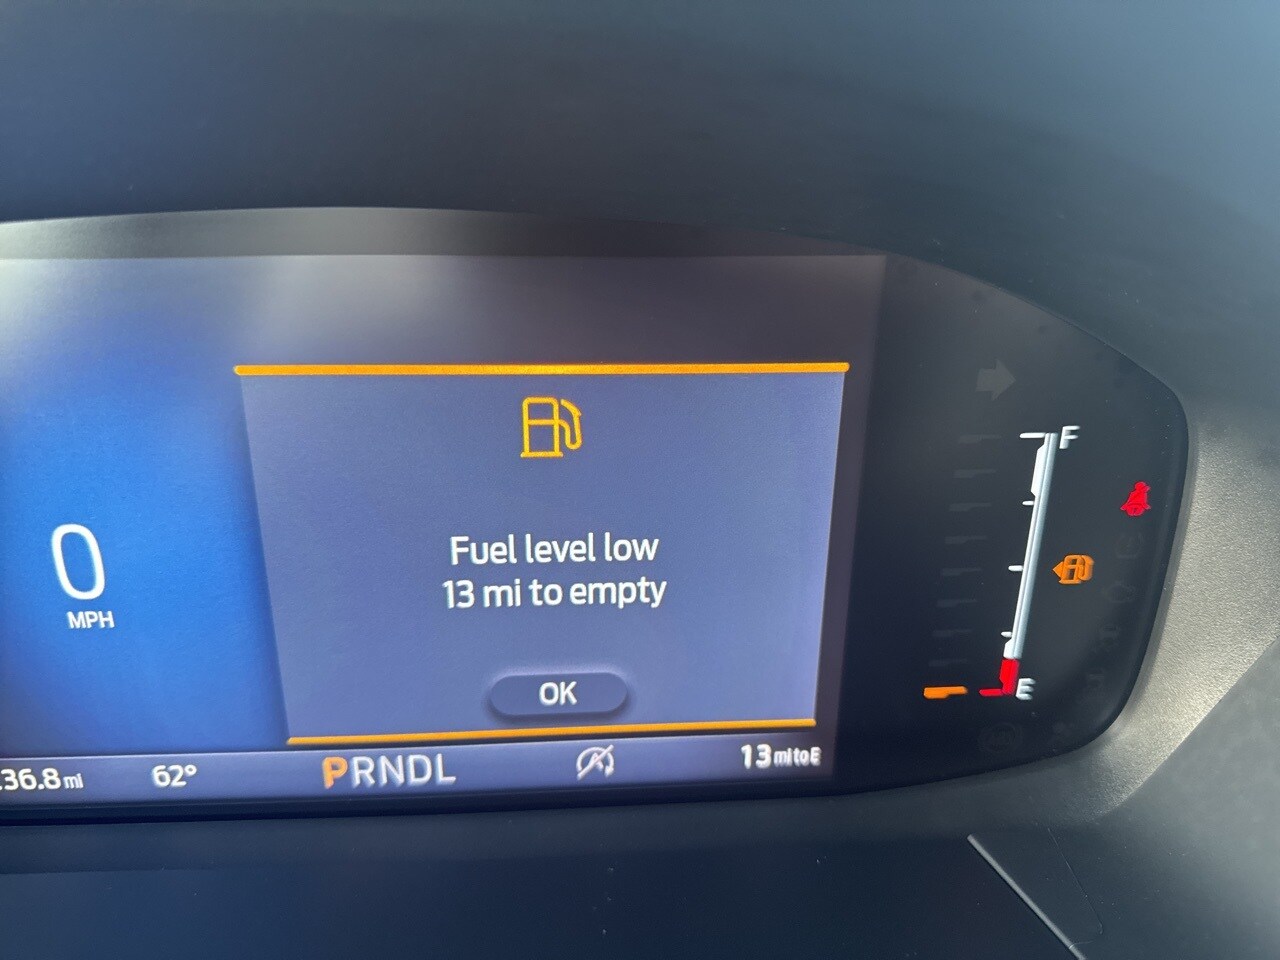 F
Fuel level low
13 mi to empty
0
MPH
E
OK
36.8 mi 62° PRNDL 13 mi to E